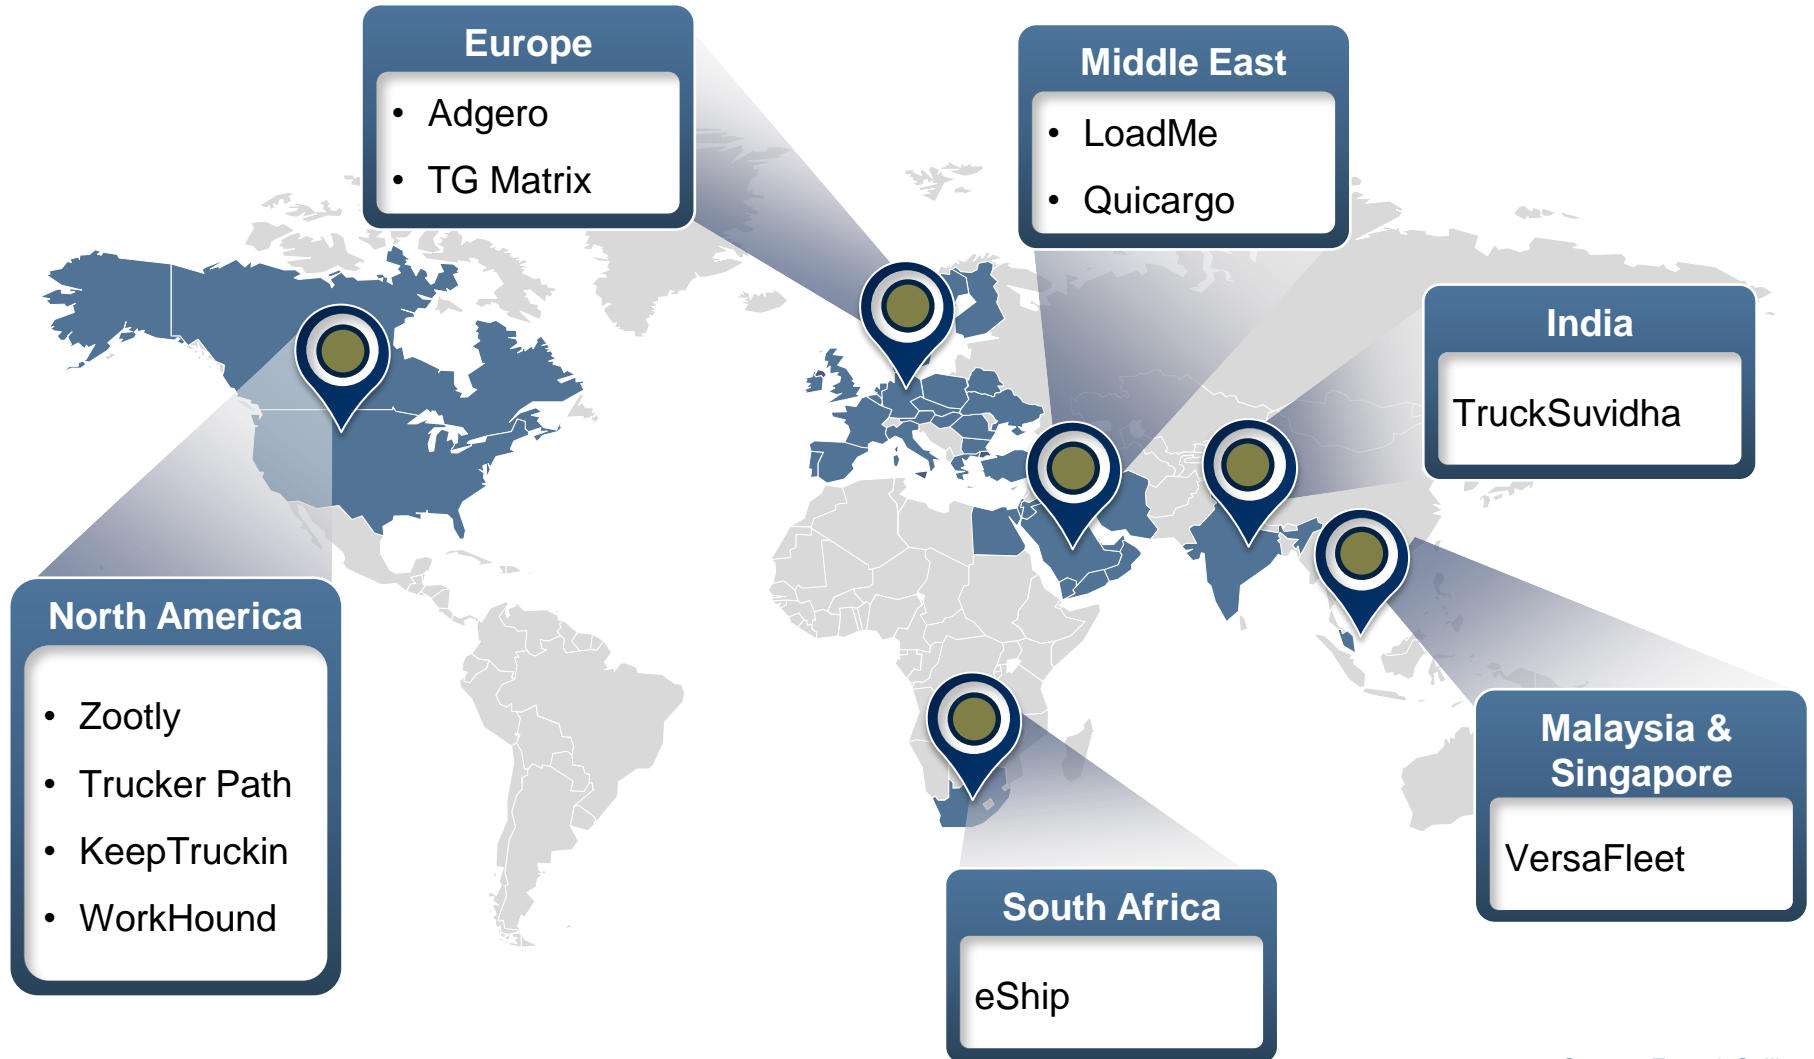 Europe
• Adgero
• TG Matrix
Middle East
• LoadMe
• Quicargo
India
TruckSuvidha
North America
• Zootly
• Trucker Path
• KeepTruckin
• WorkHound
Malaysia &
Singapore
VersaFleet
South Africa
eShip